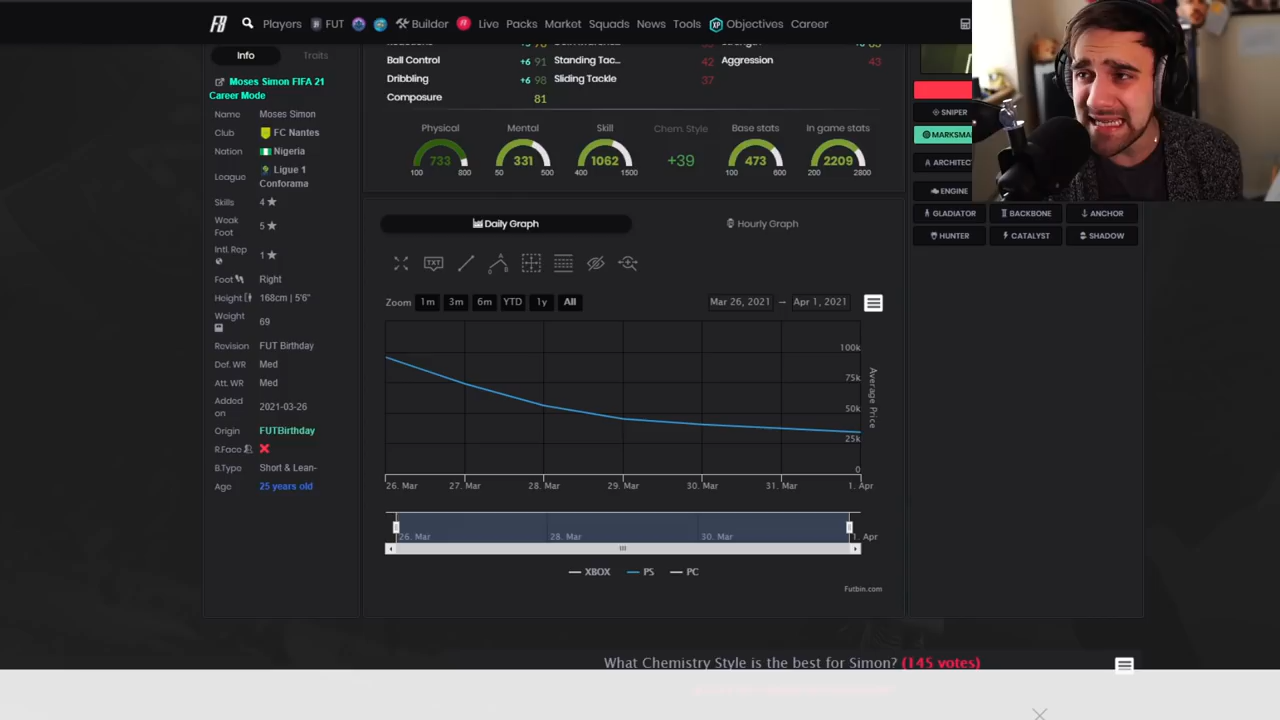 F8 Players FUT Builder Live Packs Market Squads News Tools XP Objectives Career
Info Traits
Moses Simon FIFA 21
Career Mode
Name Moses Simon
Club FC Nantes
Nation Nigeria
League Ligue 1
Conforama
Skills 4
Weak
Foot 5
Intl. Rep 1
Foot Right
Height 168cm | 5'6"
Weight 69
Revision FUT Birthday
Def. WR Med
Att. WR Med
Added
on 2021-03-26
Origin FUTBirthday
R.Face
B.Type Short & Lean-
Age 25 years old
Ball Control +6 91 Standing Tac... 42 Aggression 43
Dribbling +6 98 Sliding Tackle 37
Composure 81
Physical Mental Skill Chem. Style Base stats In game stats
733 331 1062 +39 473 2209
100 800 50 500 400 1500 100 600 200 2800
Daily Graph Hourly Graph
TXT
Zoom 1m 3m 6m YTD 1y All Mar 26, 2021 → Apr 1, 2021
100k
75k
50k
25k
0
Average Price
26. Mar 27. Mar 28. Mar 29. Mar 30. Mar 31. Mar 1. Apr
26. Mar 28. Mar 30. Mar 1. Apr
XBOX PS PC
Futbin.com
SNIPER
ENGINE
GLADIATOR BACKBONE ANCHOR
HUNTER CATALYST SHADOW
What Chemistry Style is the best for Simon? (145 votes)